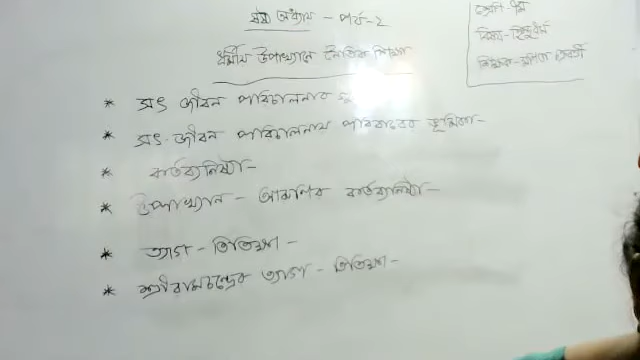 ষষ্ঠ অধ্যায় - পর্ব-২
ধর্মীয় উপাখ্যানে নৈতিক শিক্ষা
শ্রেণি-৭ম
বিষয়-হিন্দুধর্ম
শিক্ষক-
* সৎ জীবন পরিচালনার
* সৎ জীবন পরিচালনায় পরিবারের ভূমিকা-
* কর্তব্যনিষ্ঠা-
* উপাখ্যান - আরুণির কর্তব্যনিষ্ঠা-
* ত্যাগ - তিতিক্ষা -
* শ্রীরামচন্দ্রের ত্যাগ - তিতিক্ষা-